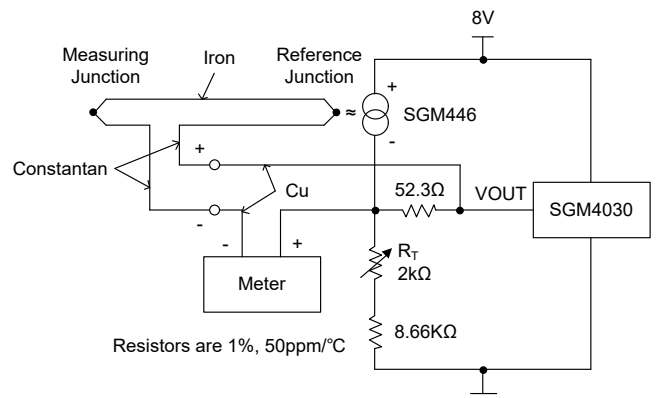 8V
Measuring
Junction
Iron
Reference
Junction
+
≈
SGM446
-
Constantan
+
Cu
-
52.3Ω
VOUT
SGM4030
-
+
Meter
RT
2kΩ
8.66KΩ
Resistors are 1%, 50ppm/°C